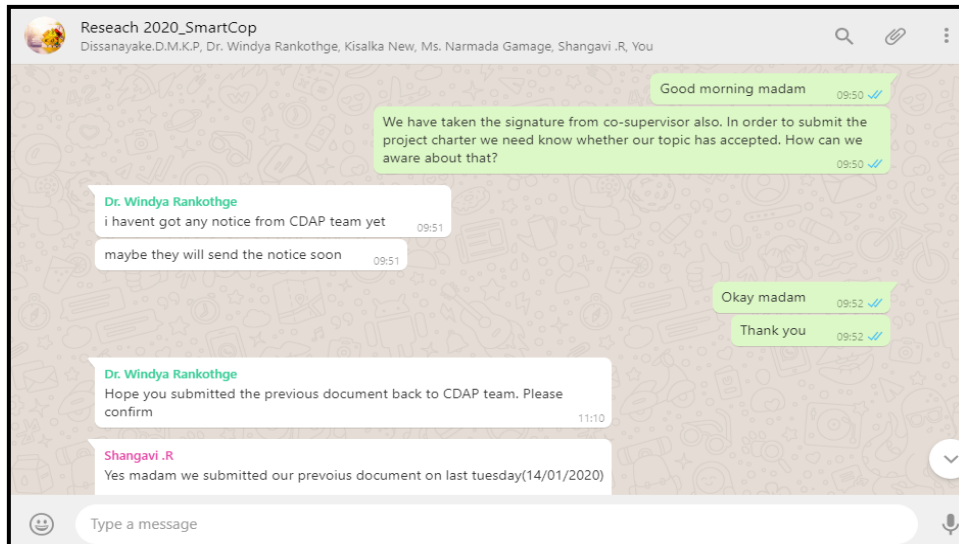 Reseach 2020_SmartCop
Dissanayake.D.M.K.P, Dr. Windya Rankothge, Kisalka New, Ms. Narmada Gamage, Shangavi .R, You
Good morning madam
09:50
We have taken the signature from co-supervisor also. In order to submit the
project charter we need know whether our topic has accepted. How can we
aware about that?
09:50
Dr. Windya Rankothge
i havent got any notice from CDAP team yet
09:51
maybe they will send the notice soon
09:51
Okay madam
09:52
Thank you
09:52
Dr. Windya Rankothge
Hope you submitted the previous document back to CDAP team. Please
confirm
11:10
Shangavi .R
Yes madam we submitted our prevoius document on last tuesday(14/01/2020)
Type a message